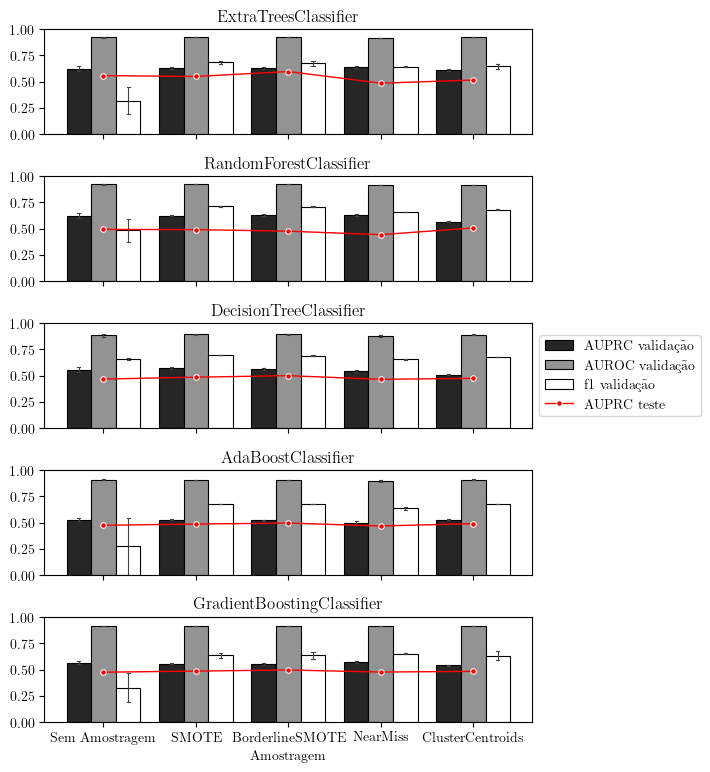 ExtraTreesClassifier
1.00
0.75
0.50
0.25
0.00
RandomForestClassifier
1.00
0.75
0.50
0.25
0.00
DecisionTreeClassifier
1.00
0.75
0.50
0.25
0.00
AUPRC validação
AUROC validação
f1 validação
AUPRC teste
AdaBoostClassifier
1.00
0.75
0.50
0.25
0.00
GradientBoostingClassifier
1.00
0.75
0.50
0.25
0.00
Sem Amostragem SMOTE BorderlineSMOTE NearMiss ClusterCentroids
Amostragem